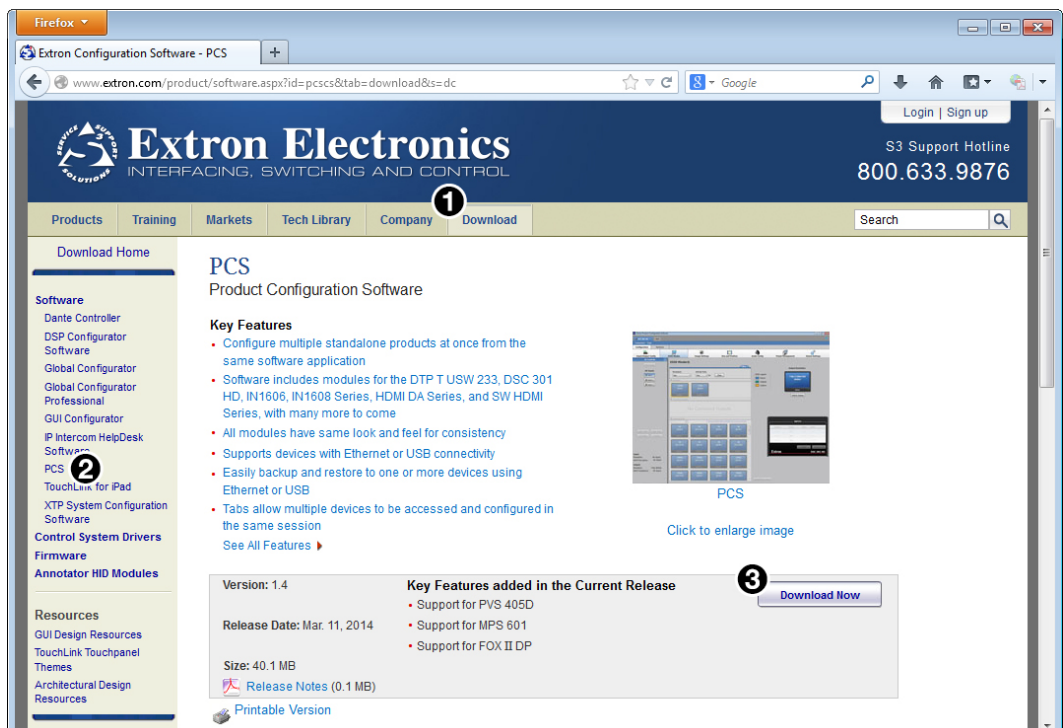 Firefox
Extron Configuration Software - PCS
www.extron.com/product/software.aspx?id=pcscs&tab=download&s=dc
Google
Login | Sign up
SERVICE SUPPORT SOLUTIONS
S3
Extron Electronics
INTERFACING, SWITCHING AND CONTROL
S3 Support Hotline
800.633.9876
1
Products Training Markets Tech Library Company Download
Search
Download Home
Software
Dante Controller
DSP Configurator
Software
Global Configurator
Global Configurator
Professional
GUI Configurator
IP Intercom HelpDesk
Software
PCS
2
TouchLink for iPad
XTP System Configuration
Software
Control System Drivers
Firmware
Annotator HID Modules
Resources
GUI Design Resources
TouchLink Touchpanel
Themes
Architectural Design
Resources
PCS
Product Configuration Software
Key Features
• Configure multiple standalone products at once from the
same software application
• Software includes modules for the DTP T USW 233, DSC 301
HD, IN1606, IN1608 Series, HDMI DA Series, and SW HDMI
Series, with many more to come
• All modules have same look and feel for consistency
• Supports devices with Ethernet or USB connectivity
• Easily backup and restore to one or more devices using
Ethernet or USB
• Tabs allow multiple devices to be accessed and configured in
the same session
See All Features
PCS
Click to enlarge image
Version: 1.4
Release Date: Mar. 11, 2014
Size: 40.1 MB
Release Notes (0.1 MB)
Key Features added in the Current Release
• Support for PVS 405D
• Support for MPS 601
• Support for FOX II DP
3
Download Now
Printable Version